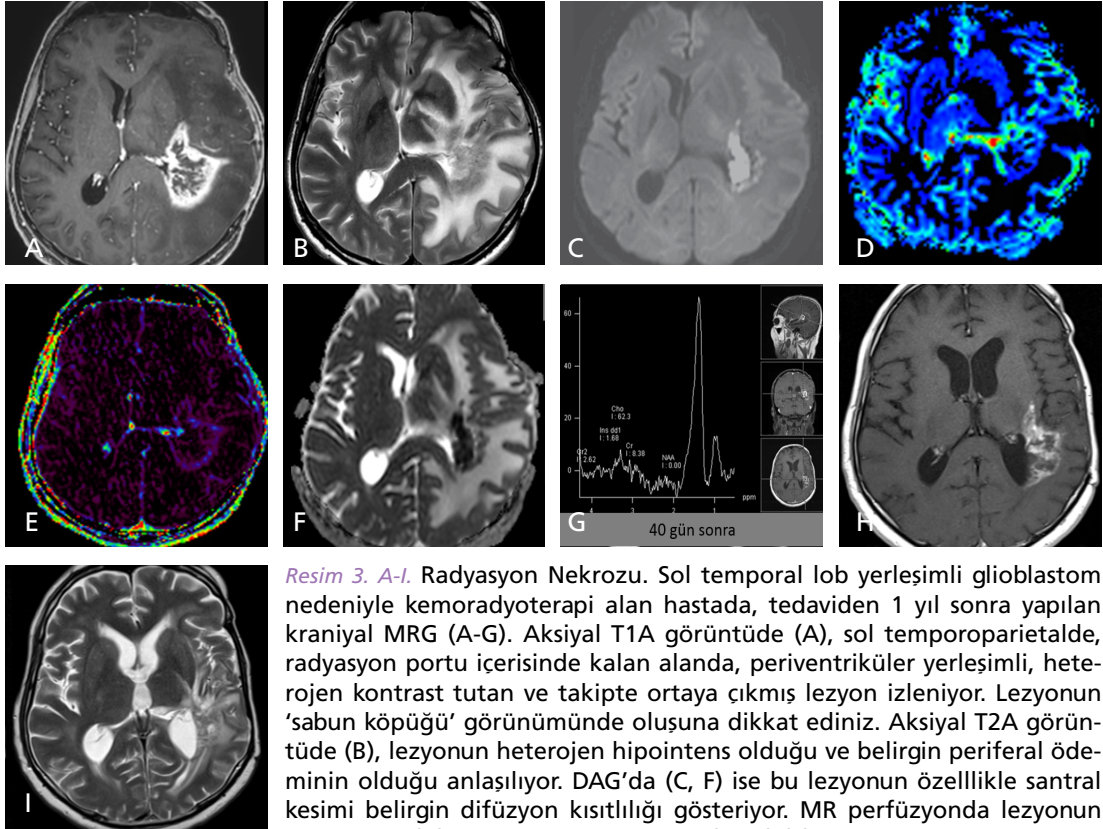 A
B
C
D
E
F
60
40
20
0
Cho
I : 62.3
Ins dd1
I : 1.68
Cr
I : 8.38
NAA
I : 0.00
I : 2.62
4
3
2
1
ppm
G
40 gün sonra
H
I
Resim 3. A-I. Radyasyon Nekrozu. Sol temporal lob yerleşimli glioblastom
nedeniyle kemoradyoterapi alan hastada, tedaviden 1 yıl sonra yapılan
kraniyal MRG (A-G). Aksiyal T1A görüntüde (A), sol temporoparietalde,
radyasyon portu içerisinde kalan alanda, periventriküler yerleşimli, hete-
rojen kontrast tutan ve takipte ortaya çıkmış lezyon izleniyor. Lezyonun
‘sabun köpüğü’ görünümünde oluşuna dikkat ediniz. Aksiyal T2A görün-
tüde (B), lezyonun heterojen hipointens olduğu ve belirgin periferal öde-
minin olduğu anlaşılıyor. DAG’da (C, F) ise bu lezyonun özelllikle santral
kesimi belirgin difüzyon kısıtlılığı gösteriyor. MR perfüzyonda lezyonun